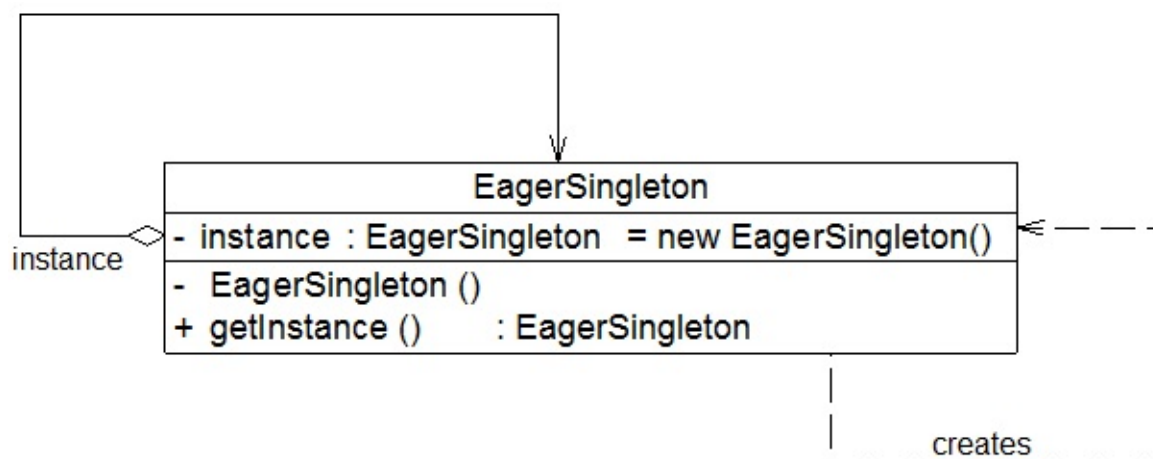 EagerSingleton
- instance : EagerSingleton = new EagerSingleton()
instance
- EagerSingleton ()
+ getInstance () : EagerSingleton
creates